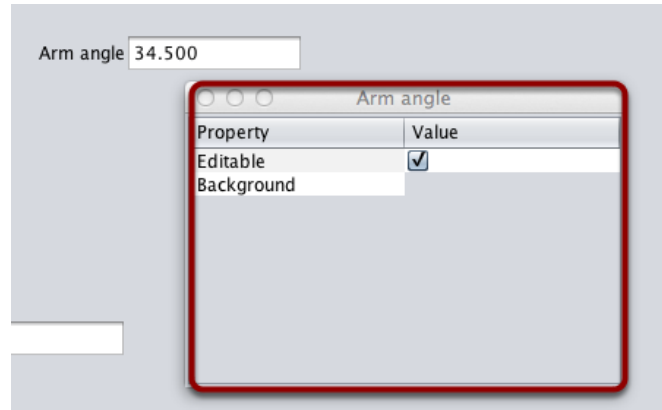 Arm angle 34.500
Arm angle
Property Value
Editable
Background